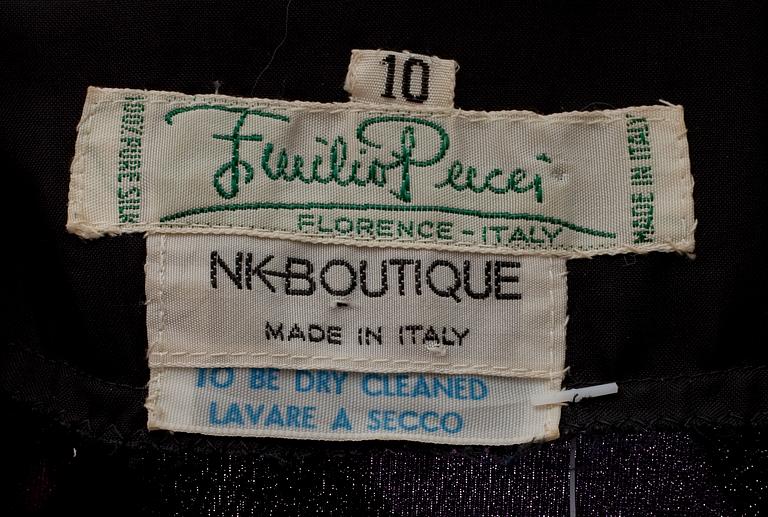 10
100% PURE SILK
Emilio Pucci
MADE IN ITALY
FLORENCE - ITALY
NK-BOUTIQUE
MADE IN ITALY
TO BE DRY CLEANED
LAVARE A SECCO